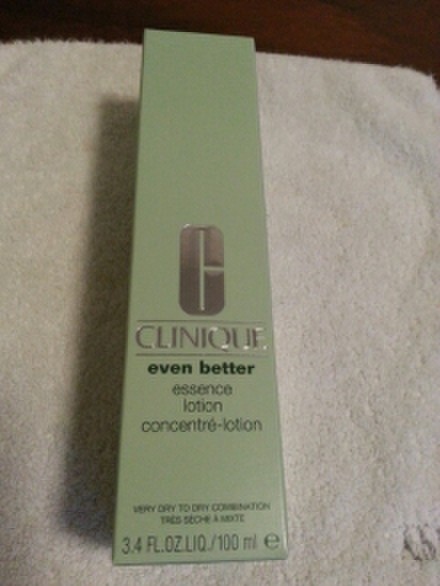 CLINIQUE
even better
essence
lotion
concentré-lotion
VERY DRY TO DRY COMBINATION
TRÈS SÈCHE À MIXTE
3.4 FL.OZ.LIQ./100 ml ℮